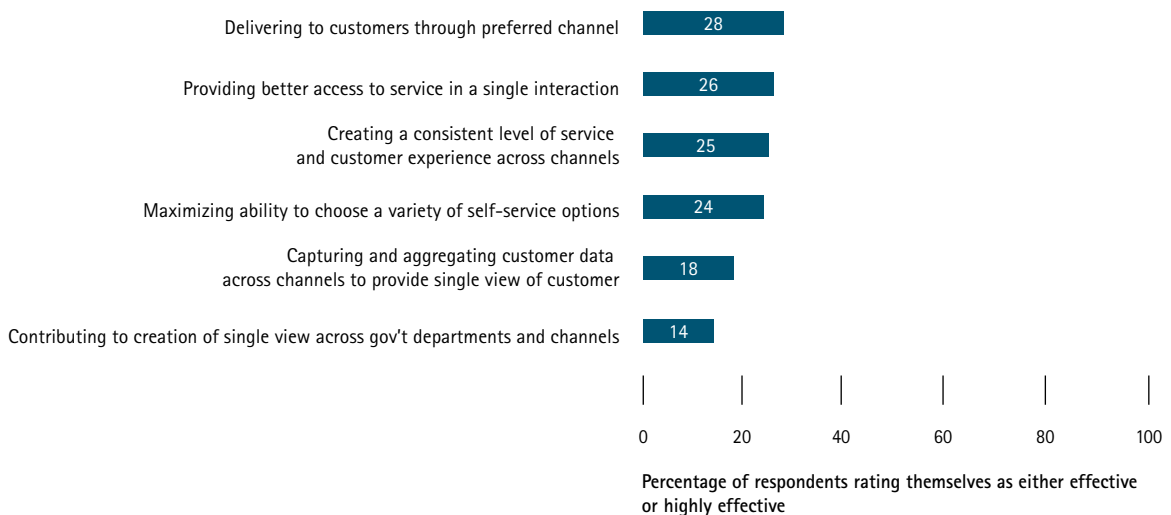 Delivering to customers through preferred channel
28
Providing better access to service in a single interaction
26
Creating a consistent level of service
and customer experience across channels
25
Maximizing ability to choose a variety of self-service options
24
Capturing and aggregating customer data
across channels to provide single view of customer
18
Contributing to creation of single view across gov't departments and channels
14
0 20 40 60 80 100
Percentage of respondents rating themselves as either effective
or highly effective